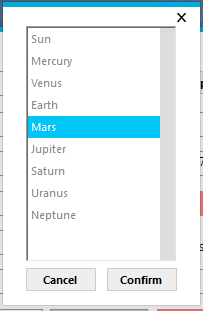 Sun
Mercury
Venus
Earth
Mars
Jupiter
Saturn
Uranus
Neptune
Cancel
Confirm